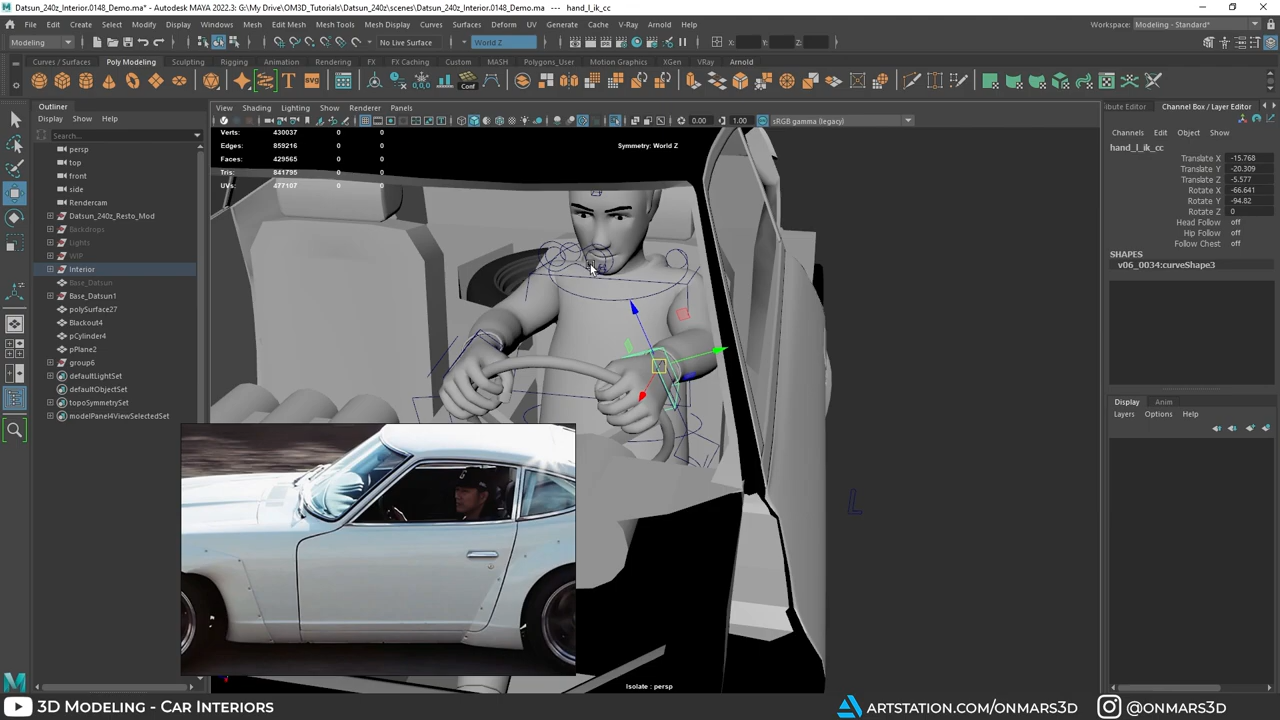 Datsun_240z_Interior.0148_Demo.ma* - Autodesk MAYA 2022.3: G:\My Drive\OM3D_Tutorials\Datsun_240z\scenes\Datsun_240z_Interior.0148_Demo.ma --- hand_l_ik_cc
File Edit Create Select Modify Display Windows Mesh Edit Mesh Mesh Tools Mesh Display Curves Surfaces Deform UV Generate Cache V-Ray Arnold Help
Workspace: Modeling - Standard*
Modeling
No Live Surface
World Z
X:
Y:
Z:
Curves / Surfaces Poly Modeling Sculpting Rigging Animation Rendering FX FX Caching Custom MASH Polygons_User Motion Graphics XGen V-Ray Arnold
Conf
Outliner
Display Show Help
Search...
persp
top
front
side
Rendercam
Datsun_240z_Resto_Mod
Backdrops
Lights
WIP
Interior
Base_Datsun
Base_Datsun1
polySurface27
Blackout4
pCylinder4
pPlane2
group6
defaultLightSet
defaultObjectSet
topoSymmetrySet
modelPanel4ViewSelectedSet
View Shading Lighting Show Renderer Panels
0.00
1.00
sRGB gamma (legacy)
Verts: 430037 0 0
Edges: 859216 0 0
Faces: 429565 0 0
Tris: 841795 0 0
UVs: 477107 0 0
Symmetry: World Z
L
Isolate : persp
bute Editor Channel Box / Layer Editor
Channels Edit Object Show
hand_l_ik_cc
Translate X -15.768
Translate Y -20.309
Translate Z -5.577
Rotate X -66.641
Rotate Y -94.82
Rotate Z 0
Head Follow off
Hip Follow off
Follow Chest off
SHAPES
v06_0034:curveShape3
Display Anim
Layers Options Help
3D Modeling - CAR INTERIORS
ARTSTATION.COM/ONMARS3D
@ONMARS3D